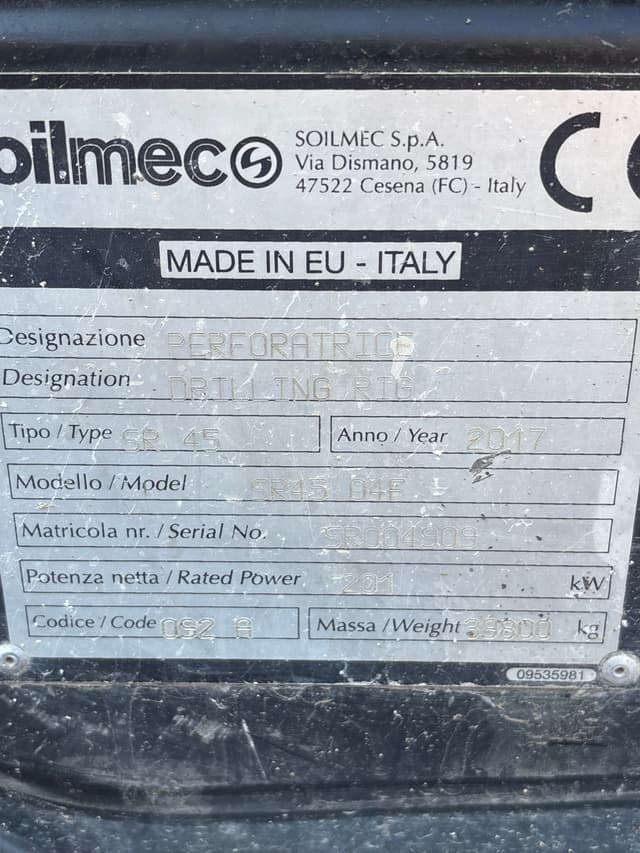 oilmec
SOILMEC S.p.A.
Via Dismano, 5819
47522 Cesena (FC) - Italy
CE
MADE IN EU - ITALY
Designazione PERFORATRICE
Designation DRILLING RIG
Tipo / Type SR 45
Anno / Year 2017
Modello / Model SR45 04E
Matricola nr. / Serial No. SR004909
Potenza netta / Rated Power 201 kW
Codice / Code 092 A
Massa / Weight 39800 kg
09535981